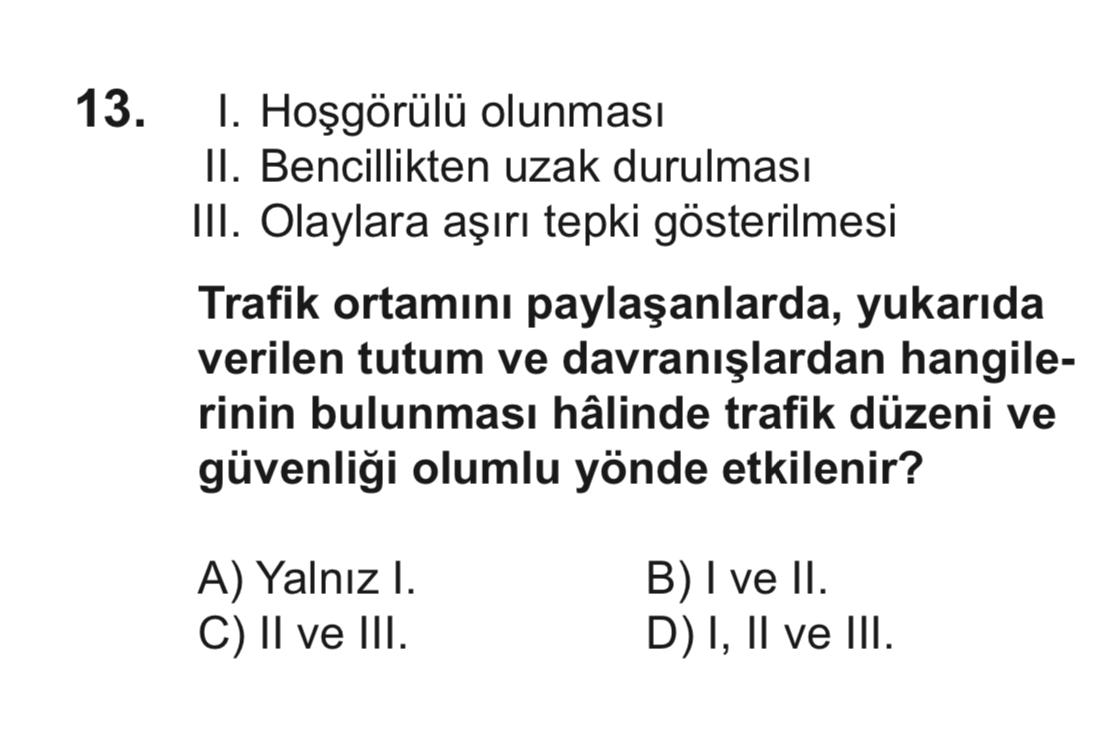 13. I. Hoşgörülü olunması
II. Bencillikten uzak durulması
III. Olaylara aşırı tepki gösterilmesi
Trafik ortamını paylaşanlarda, yukarıda
verilen tutum ve davranışlardan hangile-
rinin bulunması hâlinde trafik düzeni ve
güvenliği olumlu yönde etkilenir?
A) Yalnız I. B) I ve II.
C) II ve III. D) I, II ve III.